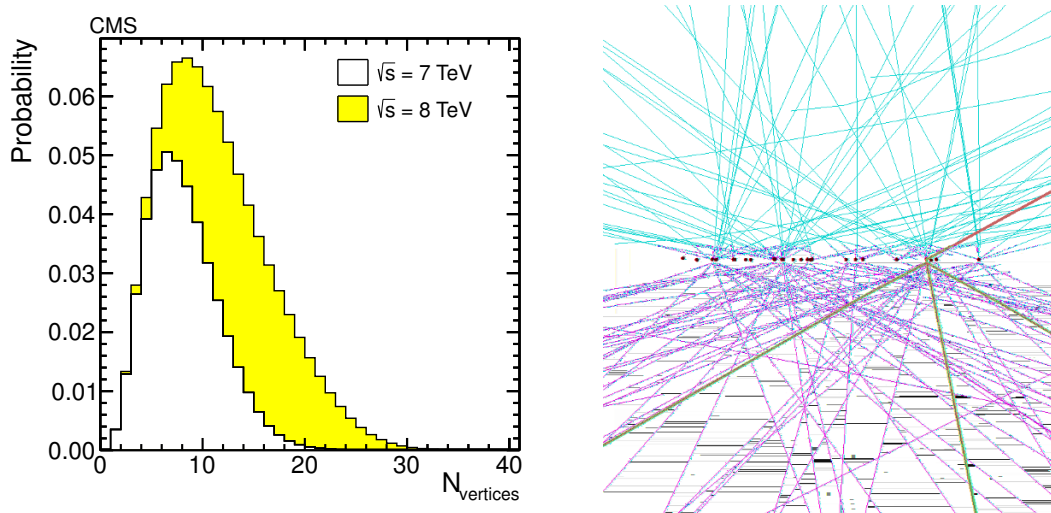 CMS
Probability
0.06
0.05
0.04
0.03
0.02
0.01
0.00
√s = 7 TeV
√s = 8 TeV
0 10 20 30 40
N_vertices